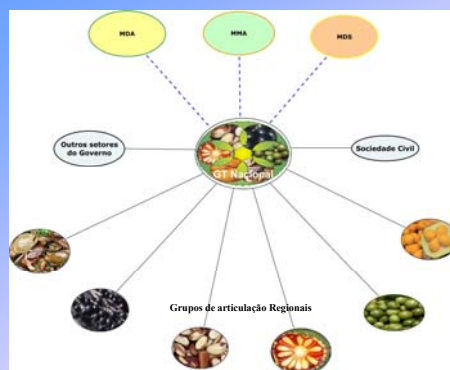 MDA
MMA
MDS
Outros setores
do Governo
GT Nacional
Sociedade Civil
Grupos de articulação Regionais